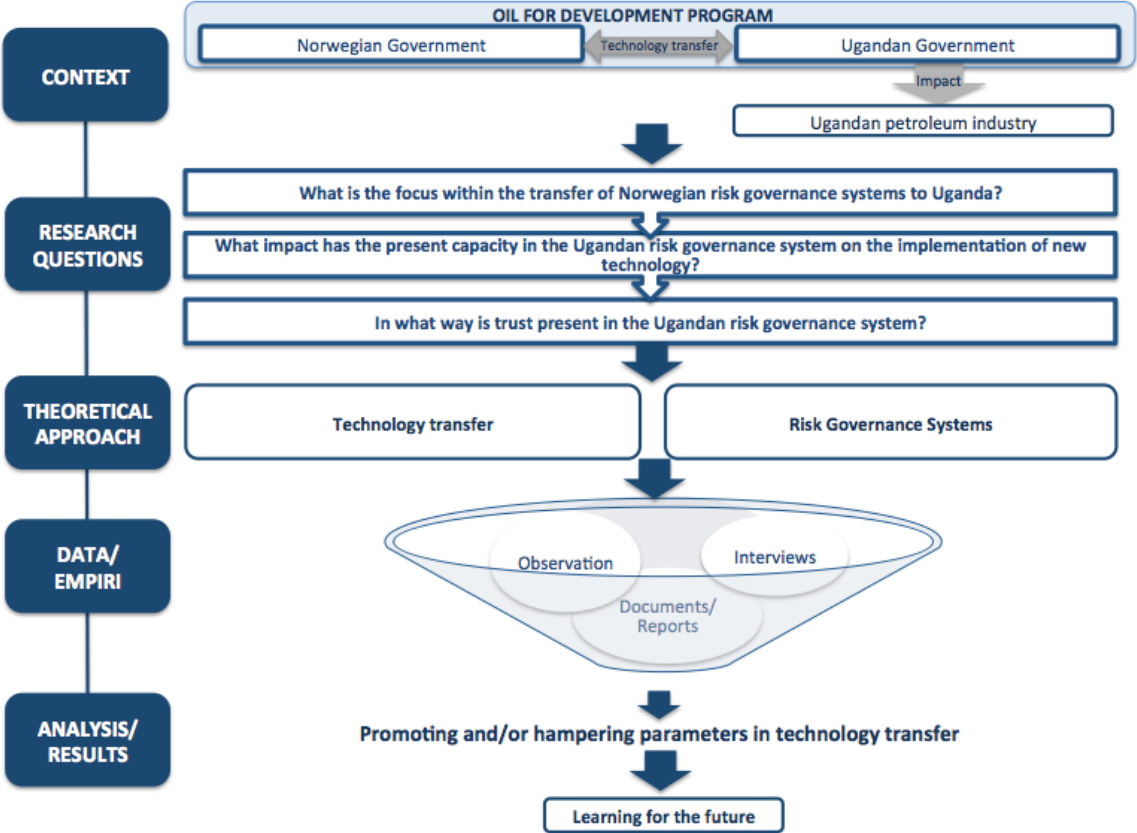 OIL FOR DEVELOPMENT PROGRAM
CONTEXT
Norwegian Government
Technology transfer
Ugandan Government
Impact
Ugandan petroleum industry
RESEARCH
QUESTIONS
What is the focus within the transfer of Norwegian risk governance systems to Uganda?
What impact has the present capacity in the Ugandan risk governance system on the implementation of new
technology?
In what way is trust present in the Ugandan risk governance system?
THEORETICAL
APPROACH
Technology transfer
Risk Governance Systems
DATA/
EMPIRI
Observation
Interviews
Documents/
Reports
ANALYSIS/
RESULTS
Promoting and/or hampering parameters in technology transfer
Learning for the future